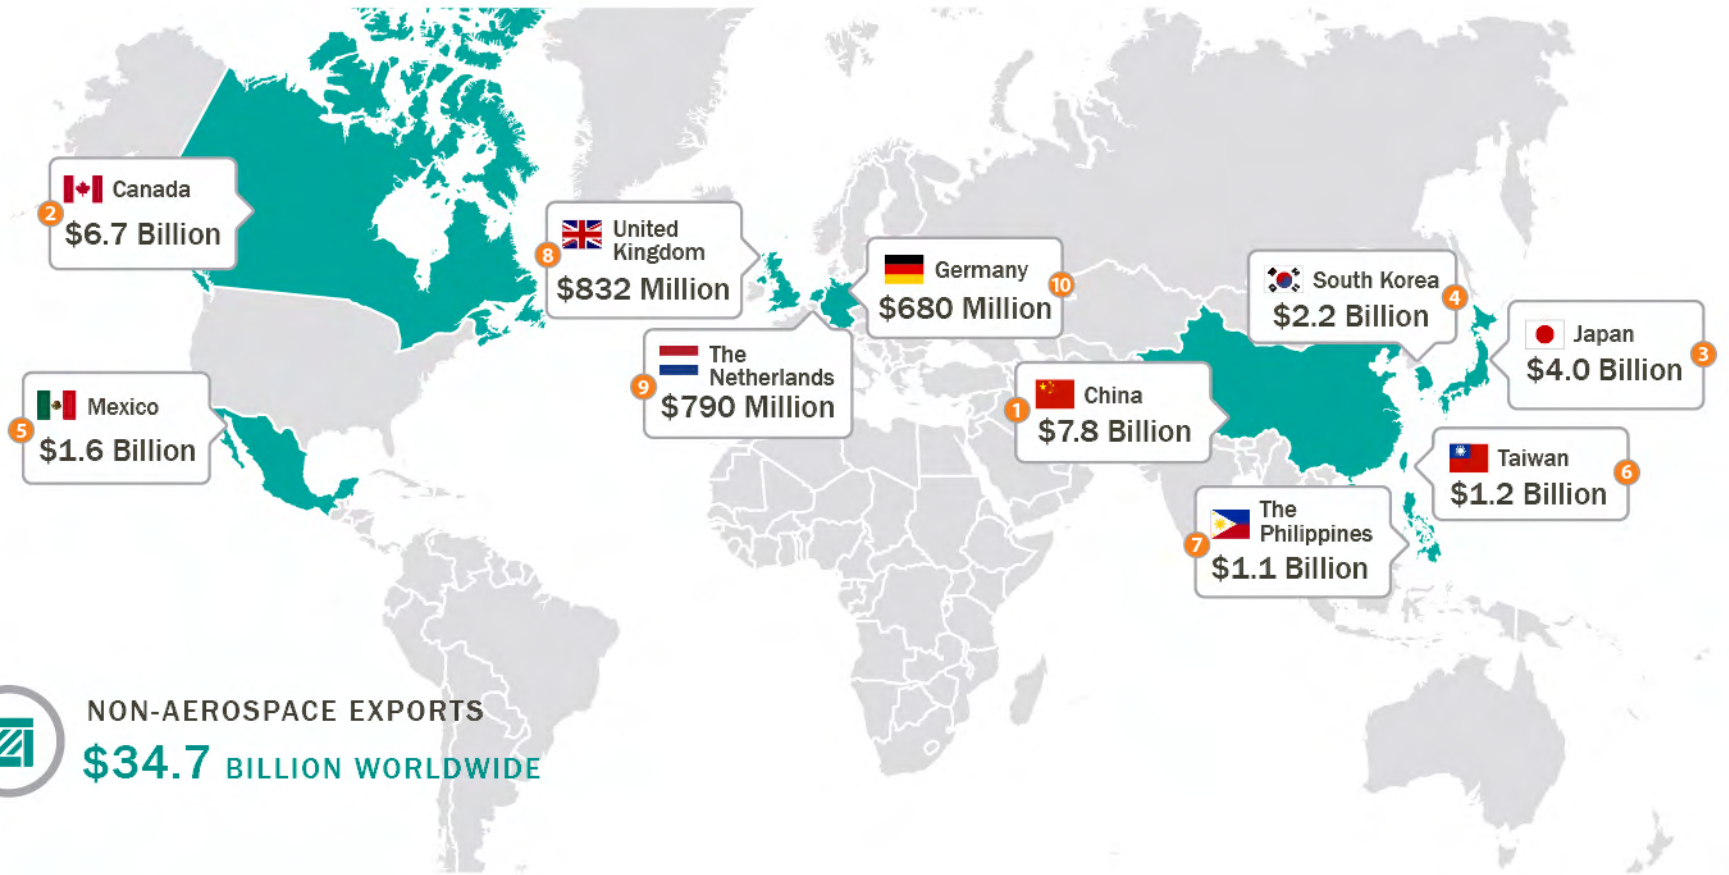 Canada
2
$6.7 Billion
United
Kingdom
8
$832 Million
Germany
10
$680 Million
South Korea
4
$2.2 Billion
Japan
3
$4.0 Billion
The
Netherlands
9
$790 Million
China
1
$7.8 Billion
Mexico
5
$1.6 Billion
Taiwan
6
$1.2 Billion
The
Philippines
7
$1.1 Billion
NON-AEROSPACE EXPORTS
$34.7 BILLION WORLDWIDE